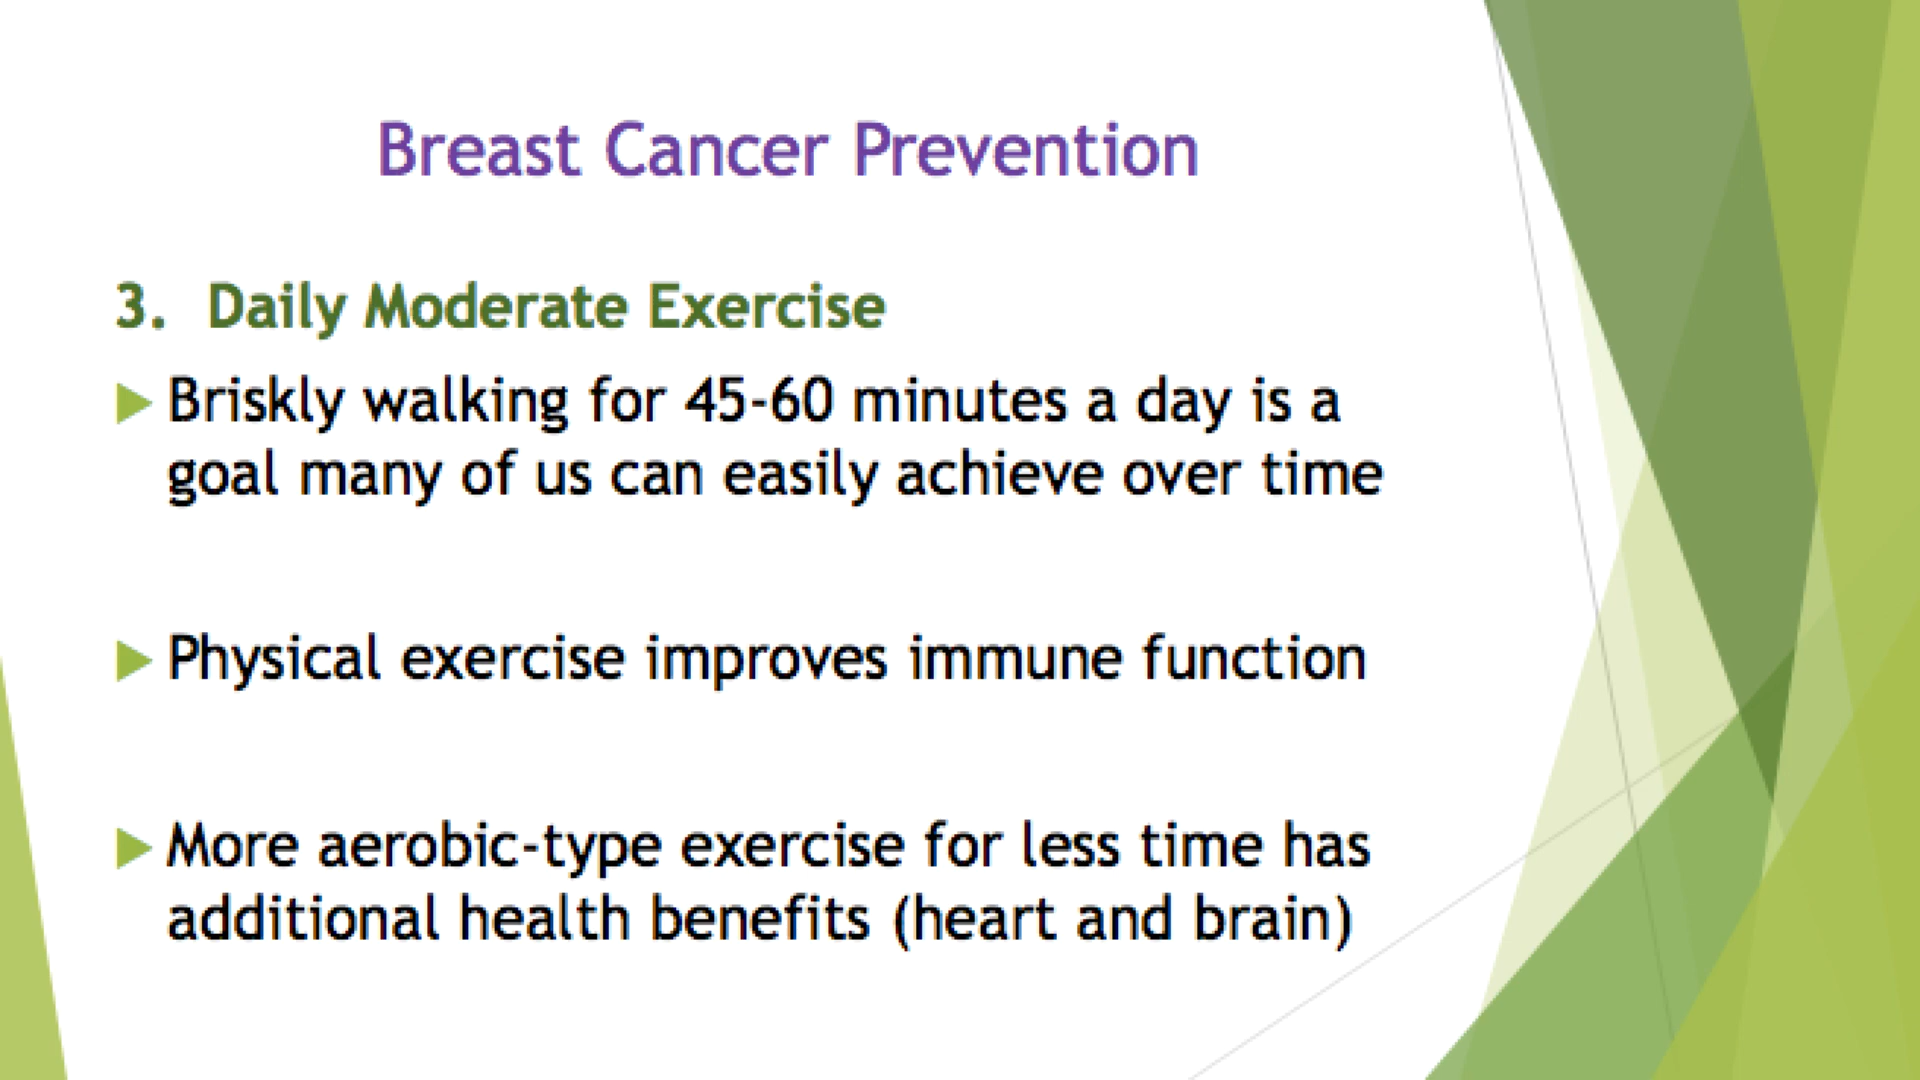 Breast Cancer Prevention
3. Daily Moderate Exercise
Briskly walking for 45-60 minutes a day is a
goal many of us can easily achieve over time
Physical exercise improves immune function
More aerobic-type exercise for less time has
additional health benefits (heart and brain)